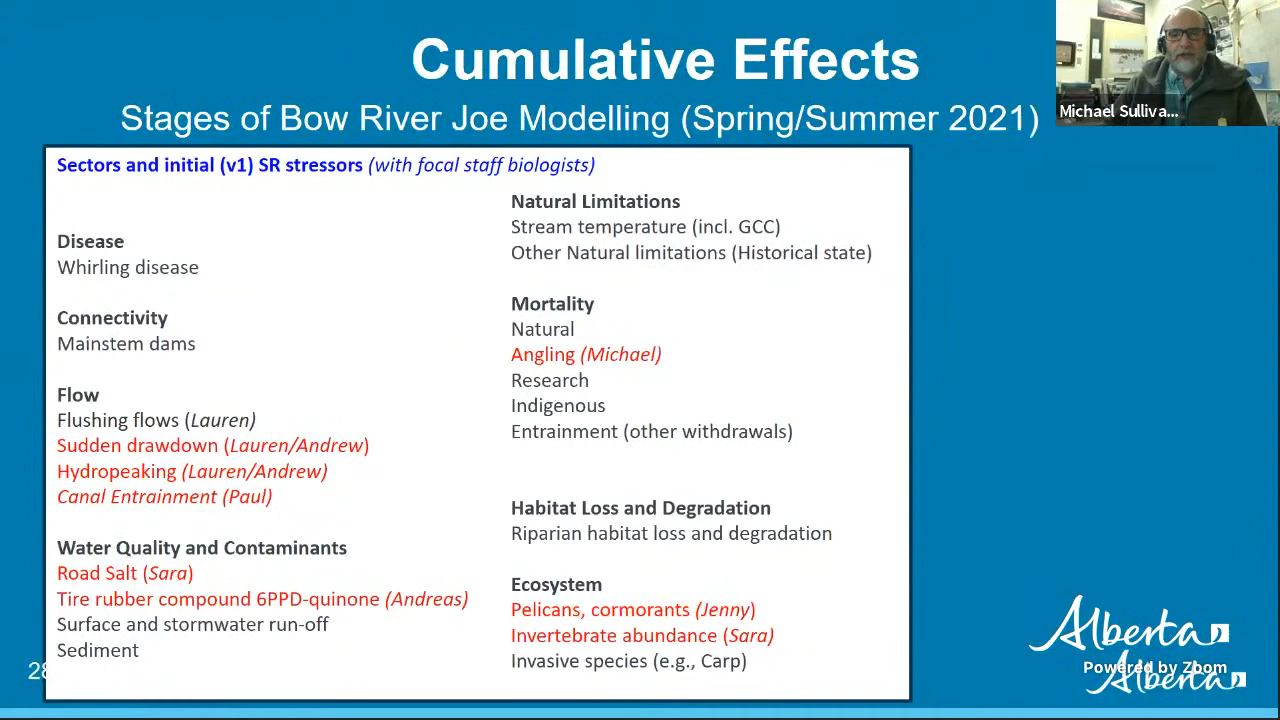 Cumulative Effects
Stages of Bow River Joe Modelling (Spring/Summer 2021)
Michael Sulliva...
Sectors and initial (v1) SR stressors (with focal staff biologists)
Disease
Whirling disease
Connectivity
Mainstem dams
Flow
Flushing flows (Lauren)
Sudden drawdown (Lauren/Andrew)
Hydropeaking (Lauren/Andrew)
Canal Entrainment (Paul)
Water Quality and Contaminants
Road Salt (Sara)
Tire rubber compound 6PPD-quinone (Andreas)
Surface and stormwater run-off
Sediment
Natural Limitations
Stream temperature (incl. GCC)
Other Natural limitations (Historical state)
Mortality
Natural
Angling (Michael)
Research
Indigenous
Entrainment (other withdrawals)
Habitat Loss and Degradation
Riparian habitat loss and degradation
Ecosystem
Pelicans, cormorants (Jenny)
Invertebrate abundance (Sara)
Invasive species (e.g., Carp)
28
Alberta
Powered by Zoom
Alberta